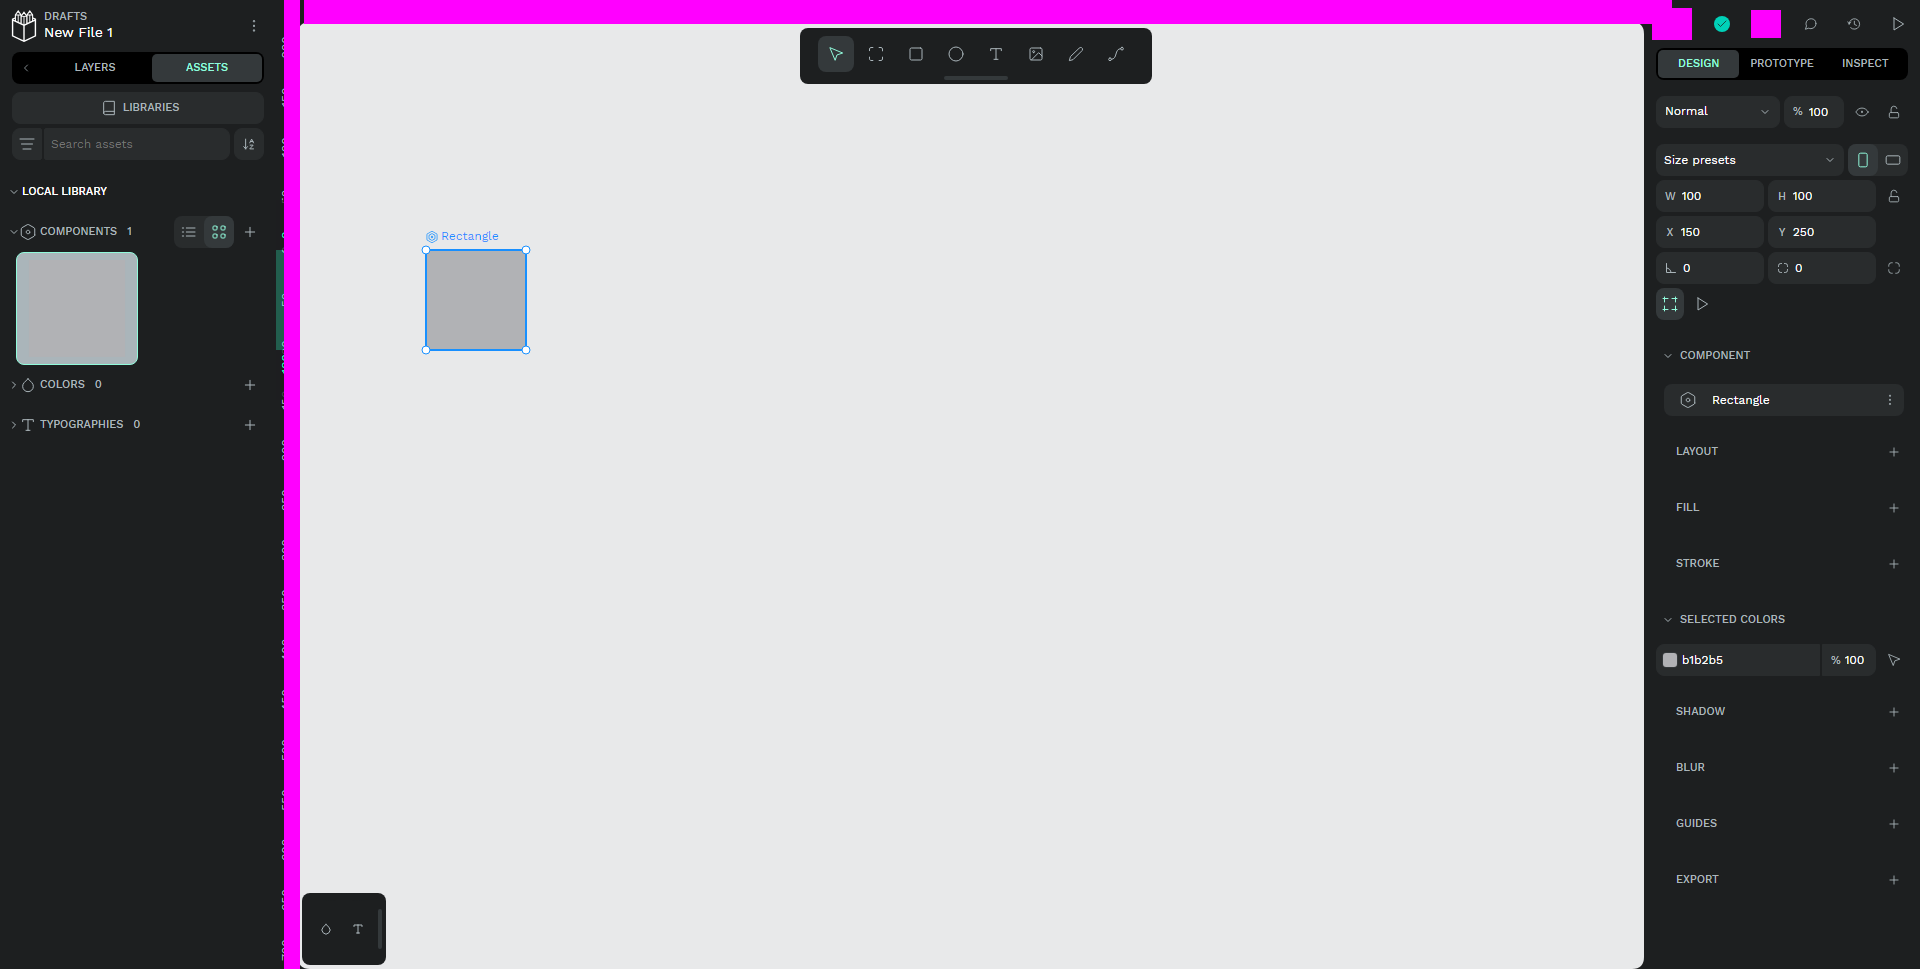 DRAFTS
New File 1
LAYERS
ASSETS
LIBRARIES
Search assets
LOCAL LIBRARY
COMPONENTS 1
COLORS 0
TYPOGRAPHIES 0
Rectangle
DESIGN
PROTOTYPE
INSPECT
Normal
% 100
Size presets
W 100
H 100
X 150
Y 250
0
0
COMPONENT
Rectangle
LAYOUT
FILL
STROKE
SELECTED COLORS
b1b2b5
% 100
SHADOW
BLUR
GUIDES
EXPORT